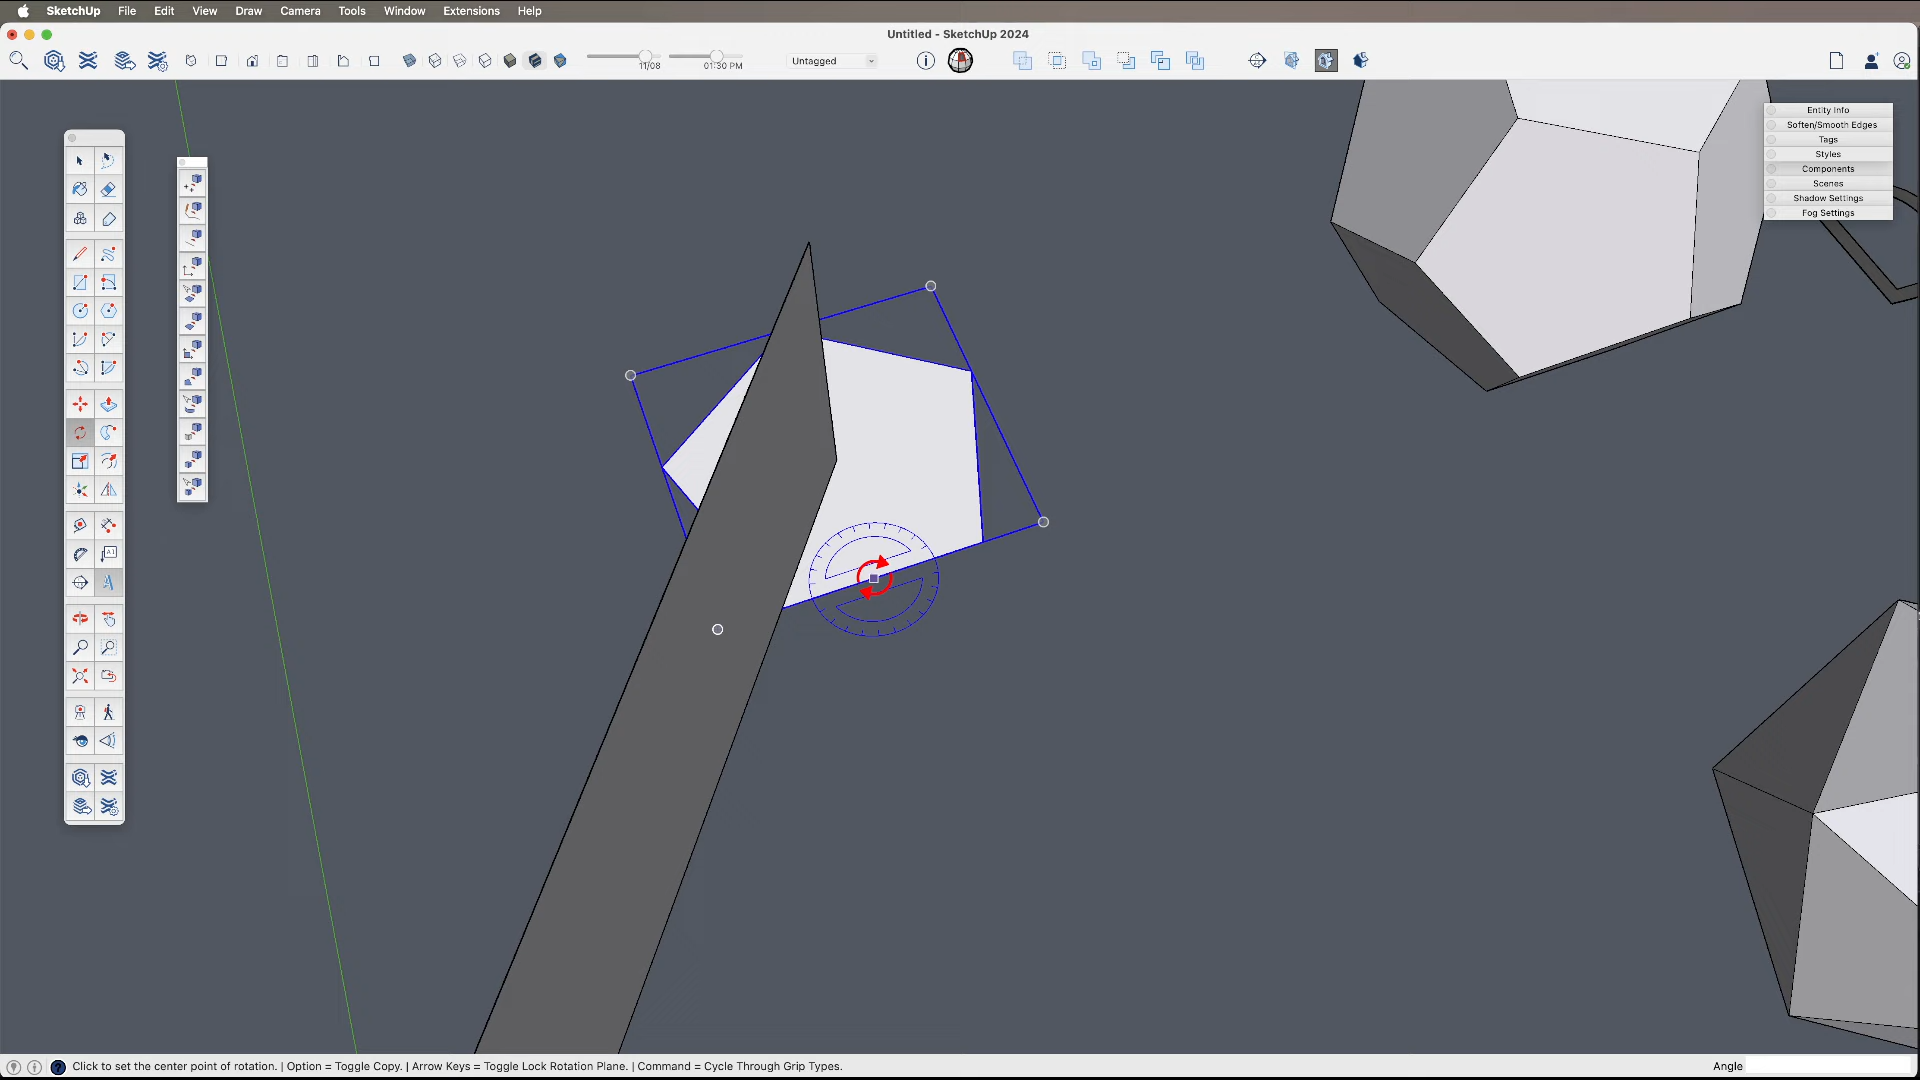 SketchUp File Edit View Draw Camera Tools Window Extensions Help
Untitled - SketchUp 2024
11/08 01:30 PM Untagged
Entity Info
Soften/Smooth Edges
Tags
Styles
Components
Scenes
Shadow Settings
Fog Settings
A1
Click to set the center point of rotation. | Option = Toggle Copy. | Arrow Keys = Toggle Lock Rotation Plane. | Command = Cycle Through Grip Types. Angle